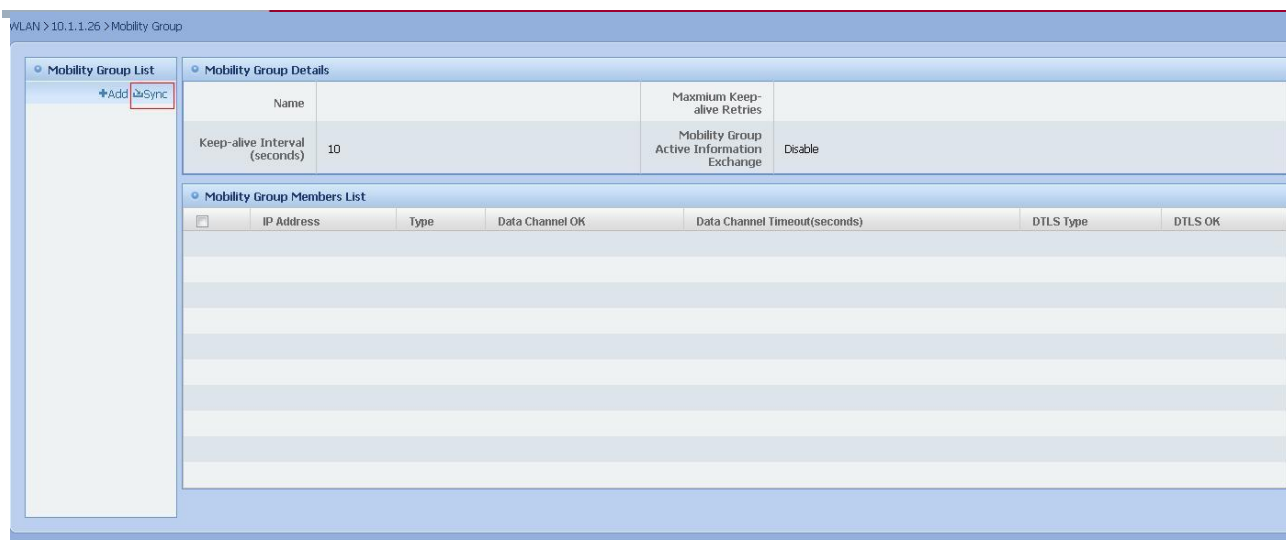 WLAN > 10.1.1.26 > Mobility Group
Mobility Group List
Add Sync
Mobility Group Details
Name
Maxmium Keep-
alive Retries
Keep-alive Interval
(seconds)
10
Mobility Group
Active Information
Exchange
Disable
Mobility Group Members List
IP Address Type Data Channel OK Data Channel Timeout(seconds) DTLS Type DTLS OK